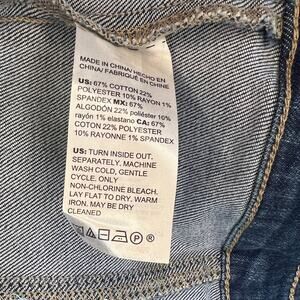 MADE IN CHINA/ HECHO EN
CHINA/ FABRIQUÉ EN CHINE
US: 67% COTTON 22%
POLYESTER 10% RAYON 1%
SPANDEX MX: 67%
ALGODÓN 22% poliéster 10%
rayón 1% elastano CA: 67%
COTON 22% POLYESTER
10% RAYONNE 1% SPANDEX
US: TURN INSIDE OUT.
SEPARATELY. MACHINE
WASH COLD, GENTLE
CYCLE. ONLY
NON-CHLORINE BLEACH.
LAY FLAT TO DRY. WARM
IRON. MAY BE DRY
CLEANED